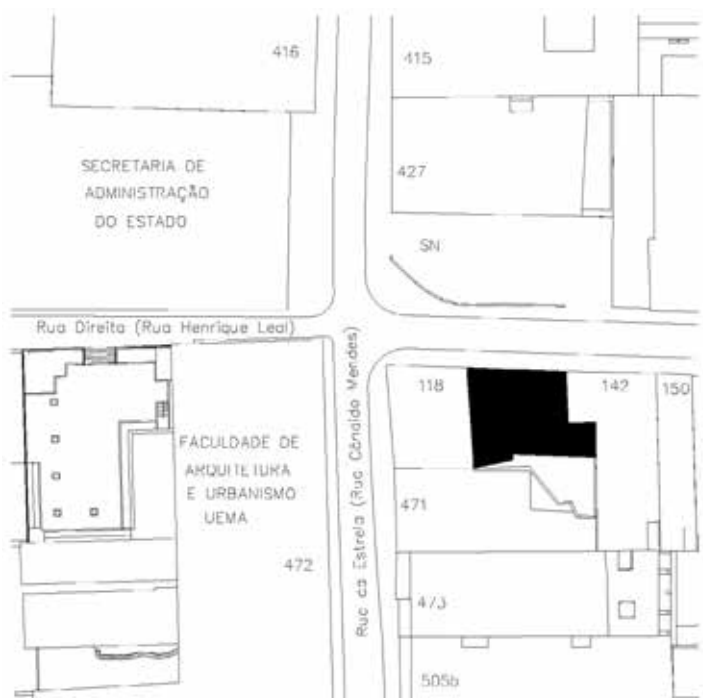 416
415
SECRETARIA DE
ADMINISTRAÇÃO
DO ESTADO
427
SN
Rua Direita (Rua Henrique Leal)
Rua da Estrela (Rua Cândido Mendes)
118
142
150
FACULDADE DE
ARQUITETURA
E URBANISMO
UEMA
471
472
473
505b